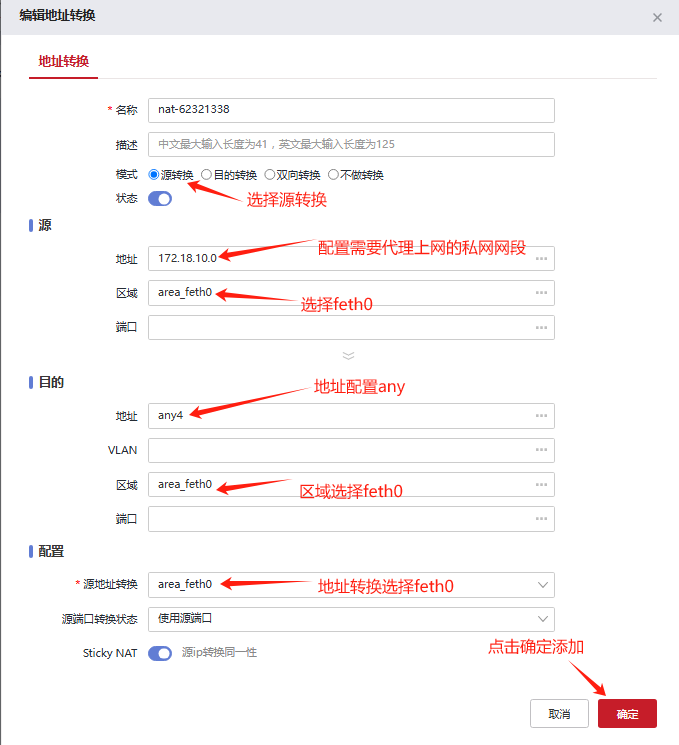 编辑地址转换
地址转换
* 名称 nat-62321338
描述 中文最大输入长度为41，英文最大输入长度为125
模式 源转换 目的转换 双向转换 不做转换
状态 选择源转换
源
配置需要代理上网的私网网段
地址 172.18.10.0
区域 area_feth0
选择feth0
端口
目的
地址配置any
地址 any4
VLAN
区域 area_feth0
区域选择feth0
端口
配置
* 源地址转换 area_feth0 地址转换选择feth0
源端口转换状态 使用源端口
点击确定添加
Sticky NAT 源ip转换同一性
取消 确定